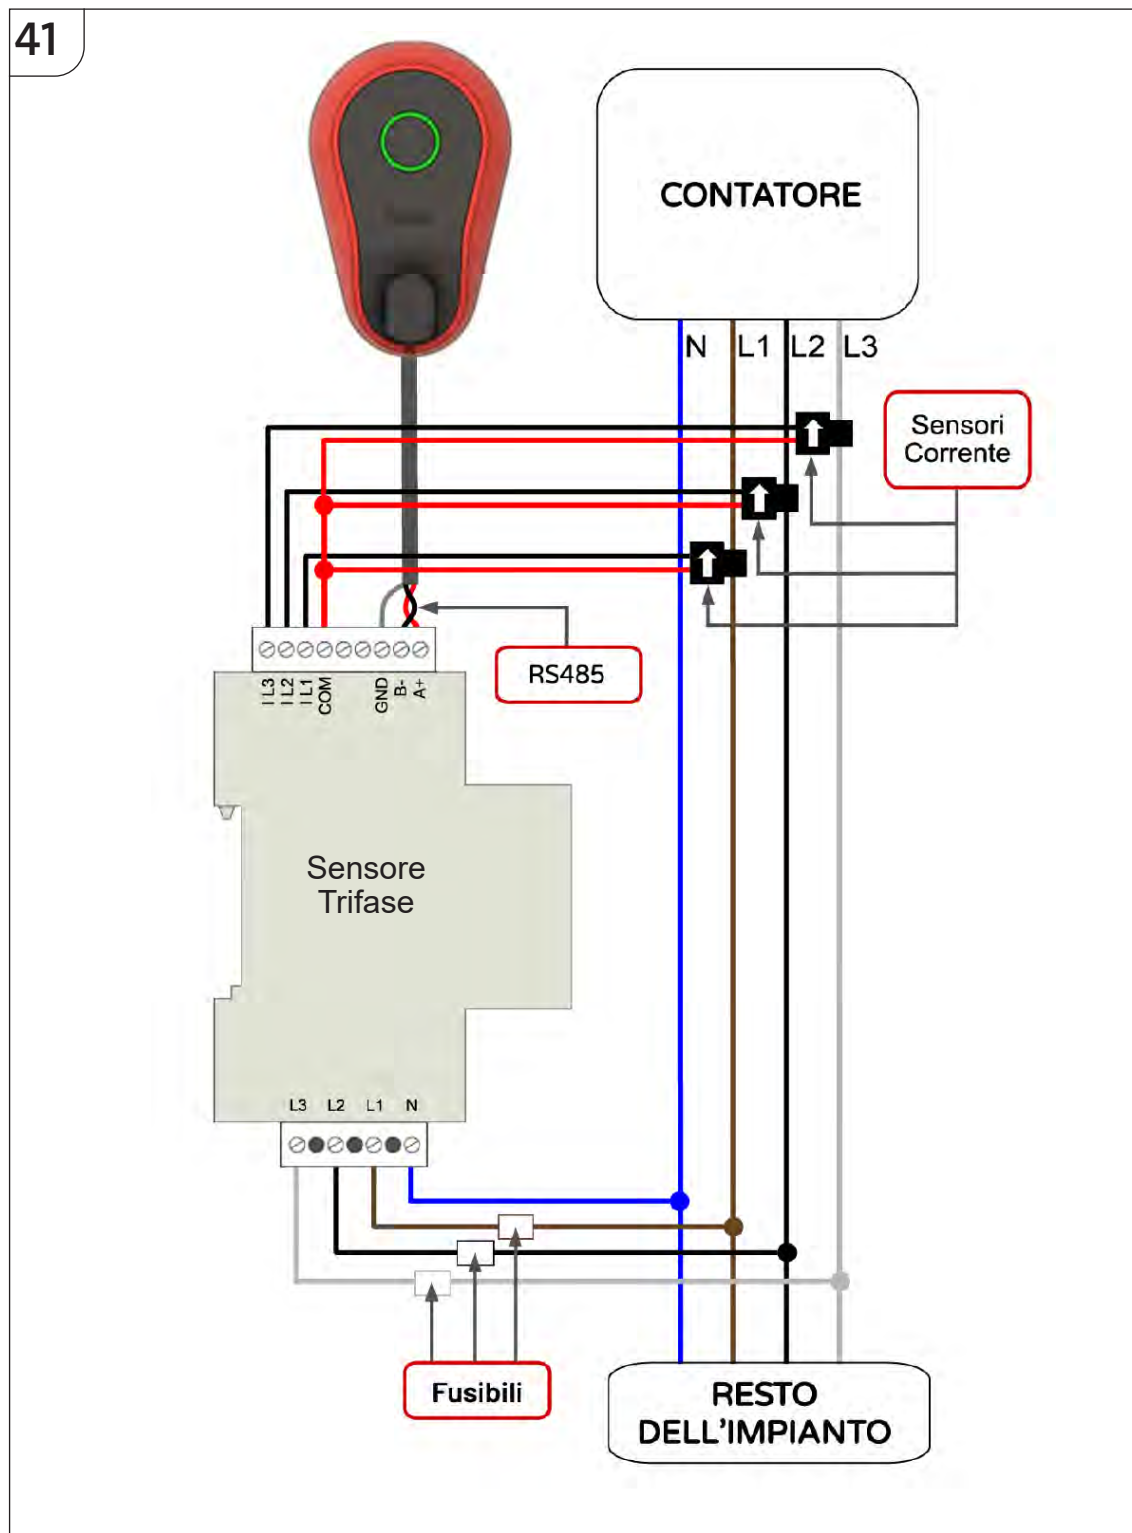 41
CONTATORE
N
L1
L2
L3
Sensori
Corrente
RS485
I L3
I L2
I L1
COM
GND
B-
A+
Sensore
Trifase
L3
L2
L1
N
Fusibili
RESTO
DELL'IMPIANTO